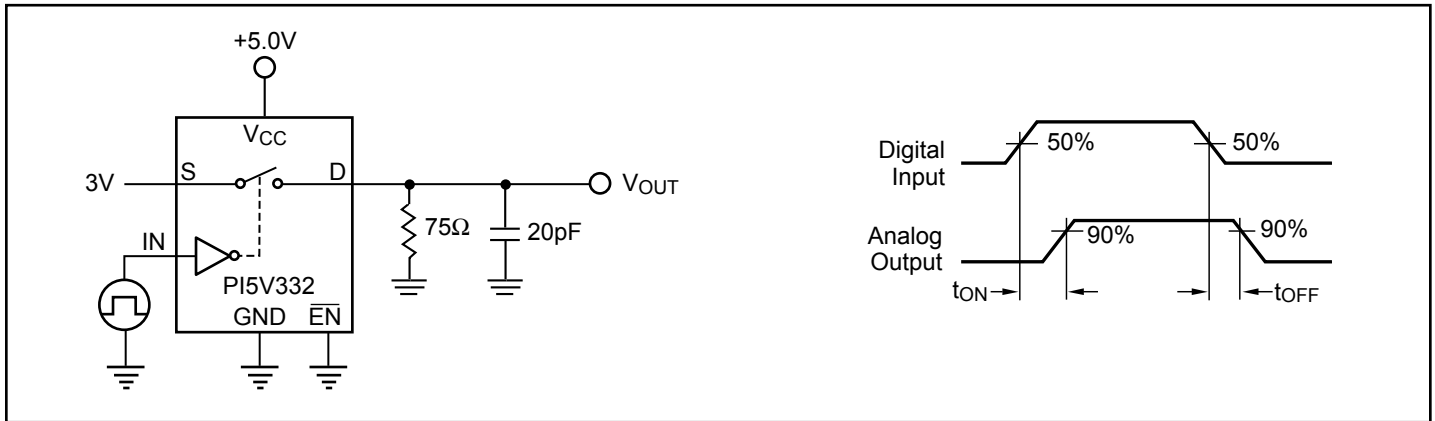 +5.0V
VCC
3V
S
D
VOUT
IN
75Ω
20pF
PI5V332
GND
EN
Digital
Input
50%
50%
Analog
Output
90%
90%
tON
tOFF